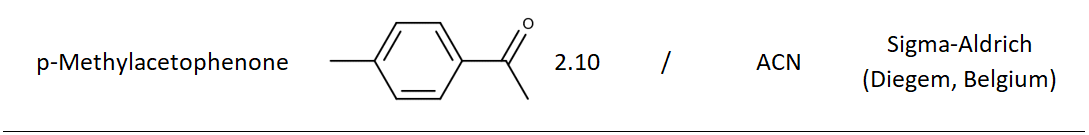 p-Methylacetophenone
O
2.10
/
ACN
Sigma-Aldrich
(Diegem, Belgium)